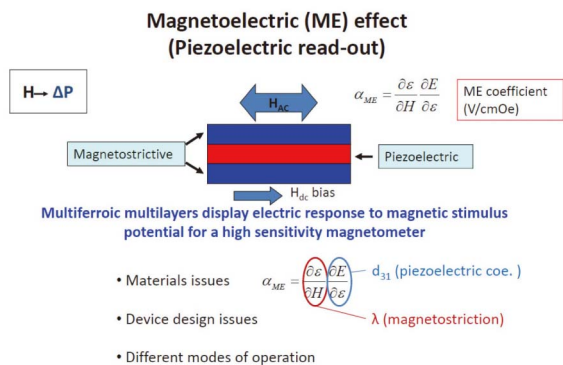 Magnetoelectric (ME) effect
(Piezoelectric read-out)
H→ ΔP
H_AC
α_ME = ∂ε/∂H ∂E/∂ε
ME coefficient
(V/cmOe)
Magnetostrictive
Piezoelectric
H_dc bias
Multiferroic multilayers display electric response to magnetic stimulus
potential for a high sensitivity magnetometer
• Materials issues
α_ME = ∂ε/∂H ∂E/∂ε
d_31 (piezoelectric coe. )
• Device design issues
λ (magnetostriction)
• Different modes of operation